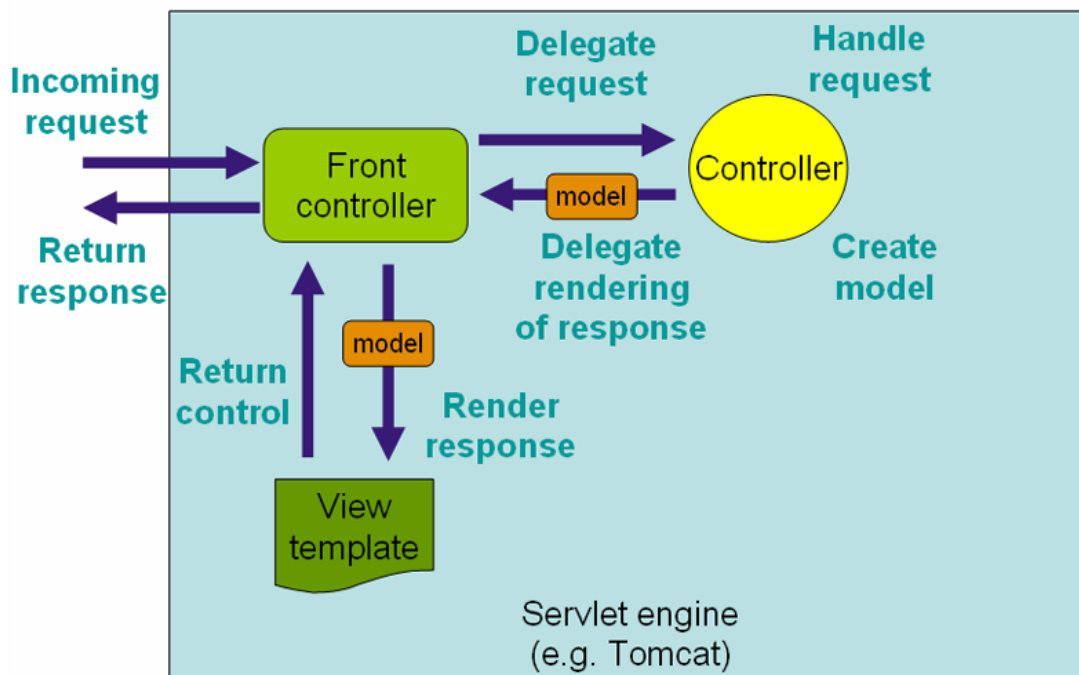 Incoming
request
Return
response
Front
controller
Delegate
request
Handle
request
Controller
model
Delegate
rendering
of response
Create
model
Return
control
model
Render
response
View
template
Servlet engine
(e.g. Tomcat)